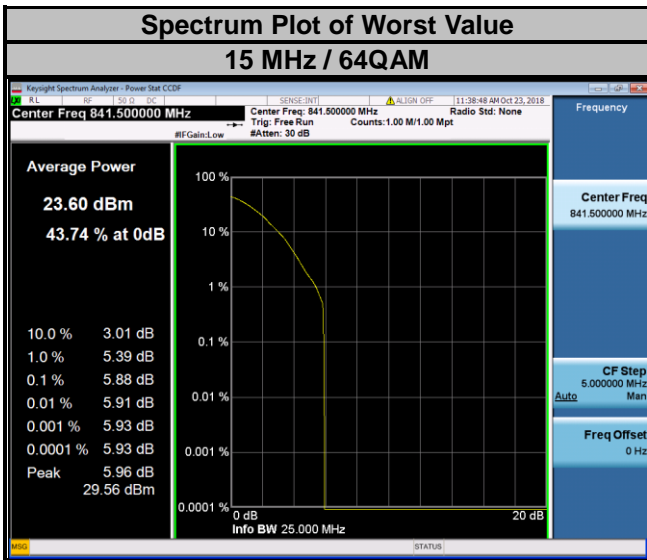 Spectrum Plot of Worst Value
15 MHz / 64QAM
Keysight Spectrum Analyzer - Power Stat CCDF
RL RF 50 Ω DC SENSE:INT ALIGN OFF 11:38:48 AM Oct 23, 2018
Center Freq 841.500000 MHz
Center Freq: 841.500000 MHz Radio Std: None
Trig: Free Run Counts:1.00 M/1.00 Mpt
#IFGain:Low #Atten: 30 dB
Frequency
Average Power
23.60 dBm
43.74 % at 0dB
10.0 % 3.01 dB
1.0 % 5.39 dB
0.1 % 5.88 dB
0.01 % 5.91 dB
0.001 % 5.93 dB
0.0001 % 5.93 dB
Peak 5.96 dB
29.56 dBm
100 %
10 %
1 %
0.1 %
0.01 %
0.001 %
0.0001 %
0 dB 20 dB
Info BW 25.000 MHz
Center Freq
841.500000 MHz
CF Step
5.000000 MHz
Auto Man
Freq Offset
0 Hz
MSG STATUS